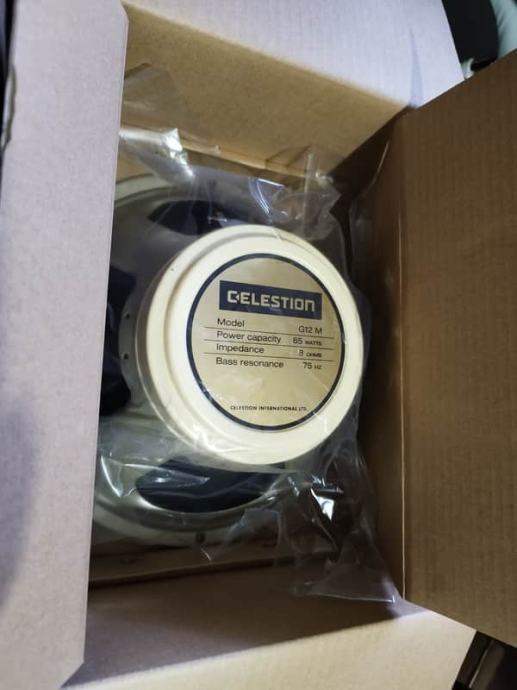 CELESTION
Model G12 M
Power capacity 65 WATTS
Impedance 8 OHMS
Bass resonance 75 HZ
CELESTION INTERNATIONAL LTD.